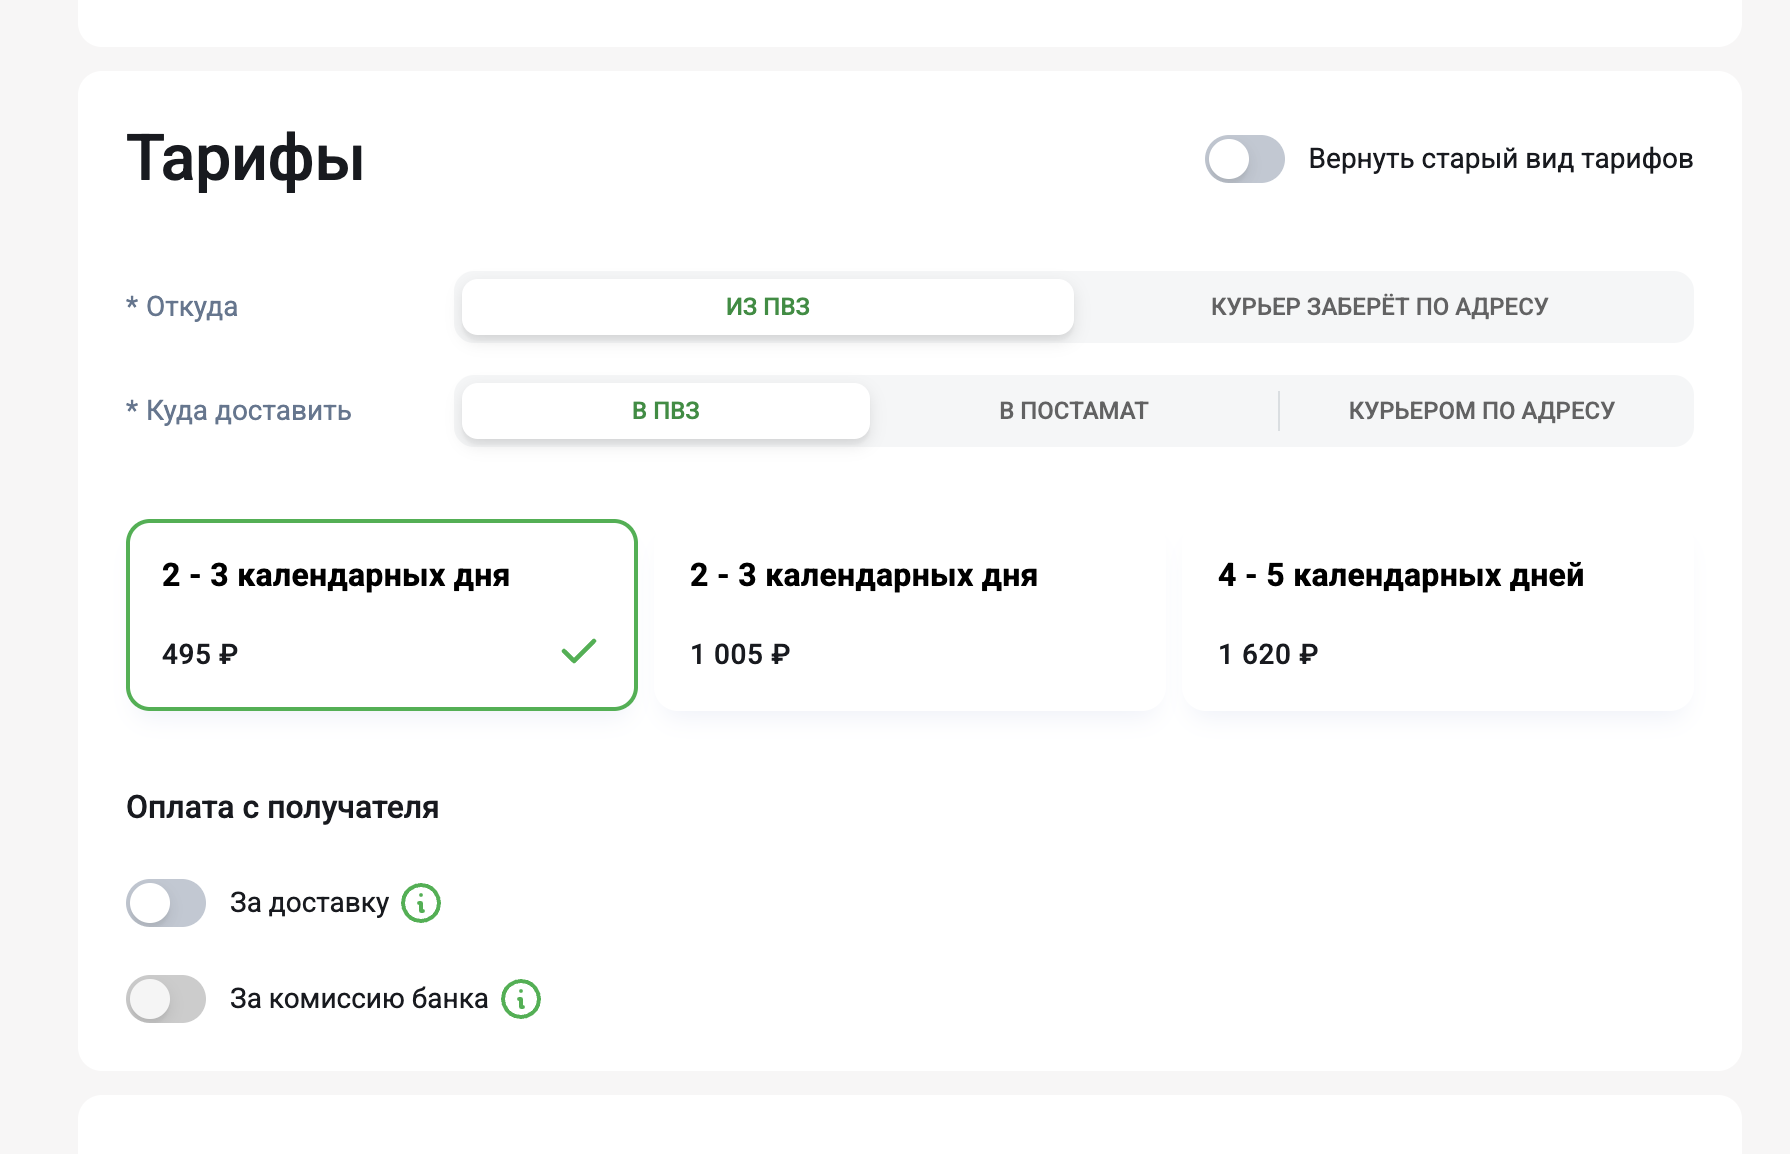 Тарифы
Вернуть старый вид тарифов
* Откуда
ИЗ ПВЗ
КУРЬЕР ЗАБЕРЁТ ПО АДРЕСУ
* Куда доставить
В ПВЗ
В ПОСТАМАТ
КУРЬЕРОМ ПО АДРЕСУ
2 - 3 календарных дня
495 ₽
2 - 3 календарных дня
1 005 ₽
4 - 5 календарных дней
1 620 ₽
Оплата с получателя
За доставку
За комиссию банка